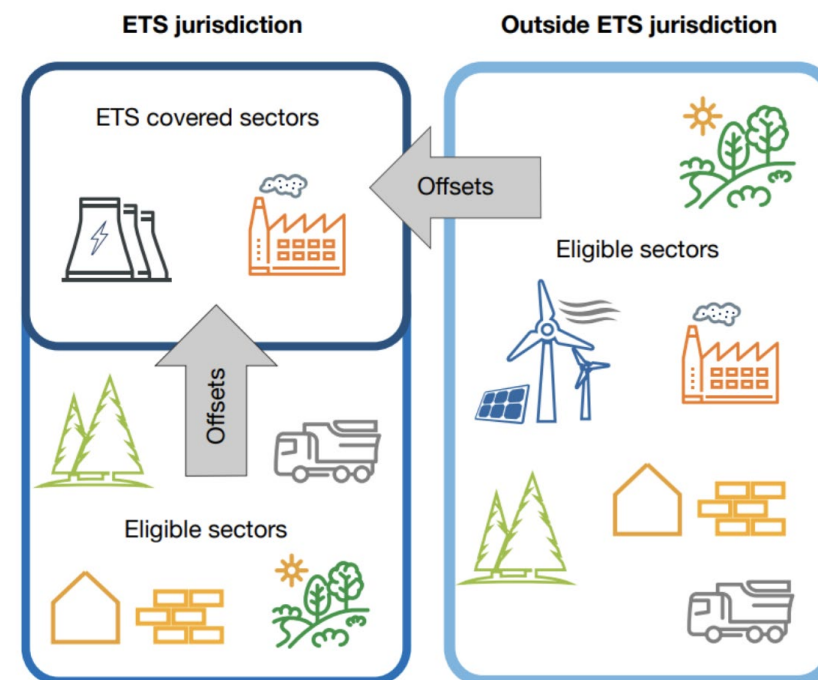 ETS jurisdiction
Outside ETS jurisdiction
ETS covered sectors
Offsets
Eligible sectors
Offsets
Eligible sectors